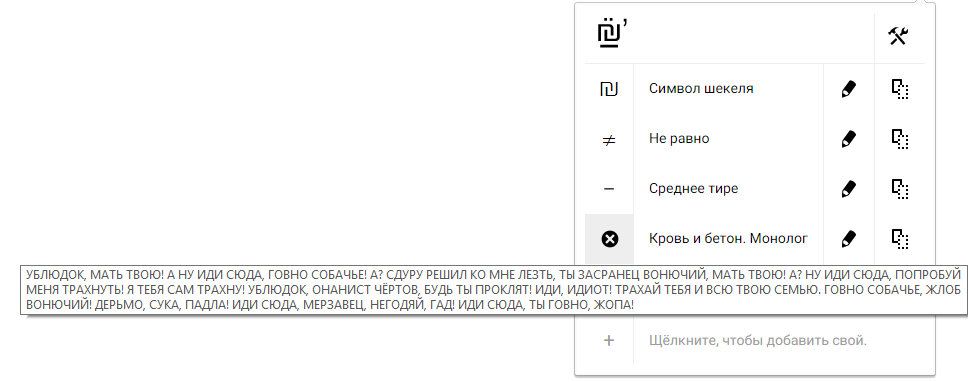 ₪
Символ шекеля
≠
Не равно
–
Среднее тире
Кровь и бетон. Монолог
УБЛЮДОК, МАТЬ ТВОЮ! А НУ ИДИ СЮДА, ГОВНО СОБАЧЬЕ! А? СДУРУ РЕШИЛ КО МНЕ ЛЕЗТЬ, ТЫ ЗАСРАНЕЦ ВОНЮЧИЙ, МАТЬ ТВОЮ! А? НУ ИДИ СЮДА, ПОПРОБУЙ
МЕНЯ ТРАХНУТЬ! Я ТЕБЯ САМ ТРАХНУ! УБЛЮДОК, ОНАНИСТ ЧЁРТОВ, БУДЬ ТЫ ПРОКЛЯТ! ИДИ, ИДИОТ! ТРАХАЙ ТЕБЯ И ВСЮ ТВОЮ СЕМЬЮ. ГОВНО СОБАЧЬЕ, ЖЛОБ
ВОНЮЧИЙ! ДЕРЬМО, СУКА, ПАДЛА! ИДИ СЮДА, МЕРЗАВЕЦ, НЕГОДЯЙ, ГАД! ИДИ СЮДА, ТЫ ГОВНО, ЖОПА!
+
Щёлкните, чтобы добавить свой.